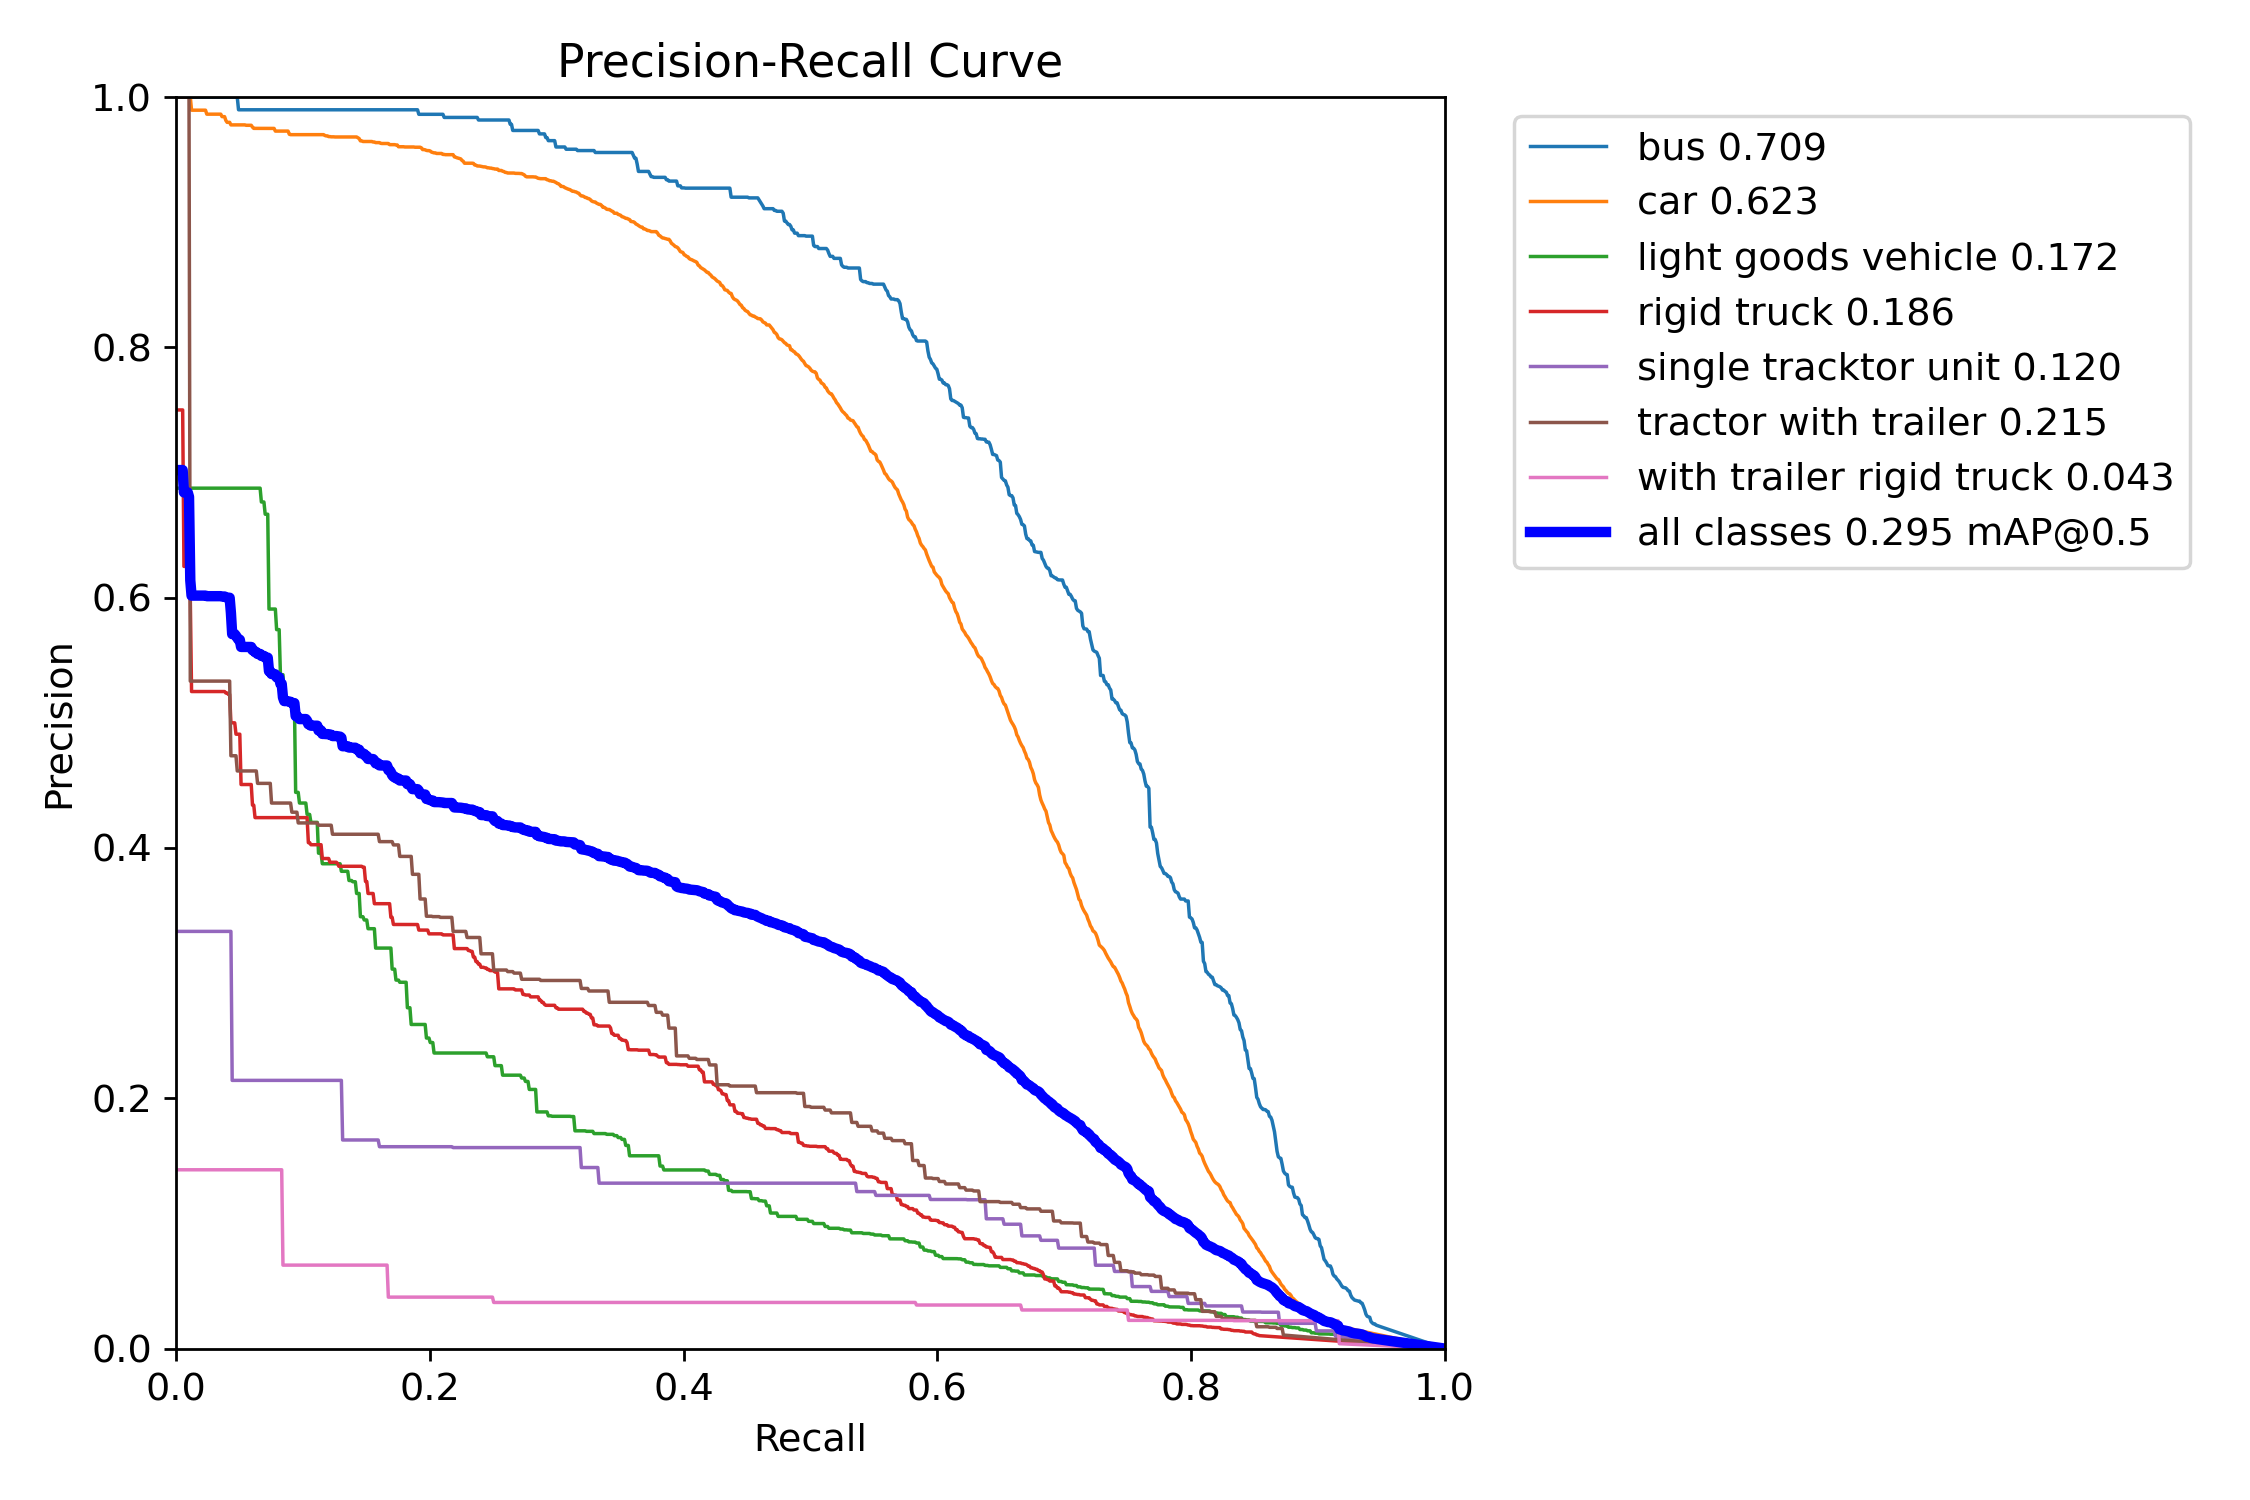 Precision-Recall Curve
1.0
0.8
0.6
0.4
0.2
0.0
Precision
0.0 0.2 0.4 0.6 0.8 1.0
Recall
bus 0.709
car 0.623
light goods vehicle 0.172
rigid truck 0.186
single tracktor unit 0.120
tractor with trailer 0.215
with trailer rigid truck 0.043
all classes 0.295 mAP@0.5